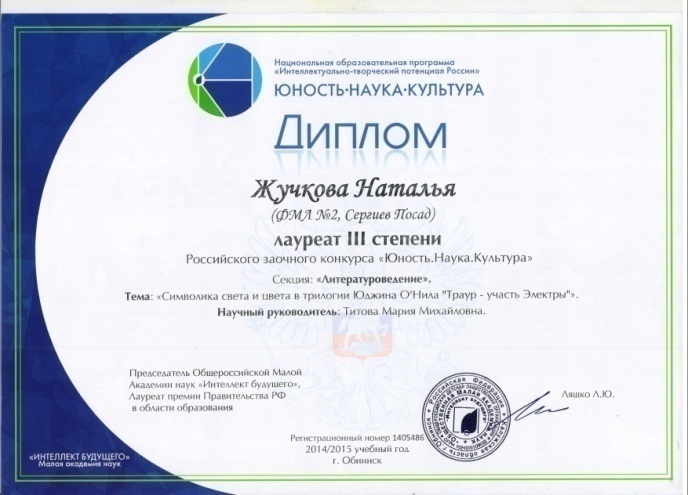 Национальная образовательная программа
«Интеллектуально-творческий потенциал России»
ЮНОСТЬ·НАУКА·КУЛЬТУРА
Диплом
Жучкова Наталья
(ФМЛ №2, Сергиев Посад)
лауреат III степени
Российского заочного конкурса «Юность.Наука.Культура»
Секция: «Литературоведение».
Тема: «Символика света и цвета в трилогии Юджина О'Нила "Траур - участь Электры"».
Научный руководитель: Титова Мария Михайловна.
Председатель Общероссийской Малой
Академии наук «Интеллект будущего»,
Лауреат премии Правительства РФ
в области образования
Ляшко Л.Ю.
Регистрационный номер 1405486
2014/2015 учебный год
г. Обнинск
«ИНТЕЛЛЕКТ БУДУЩЕГО»
Малая академия наук